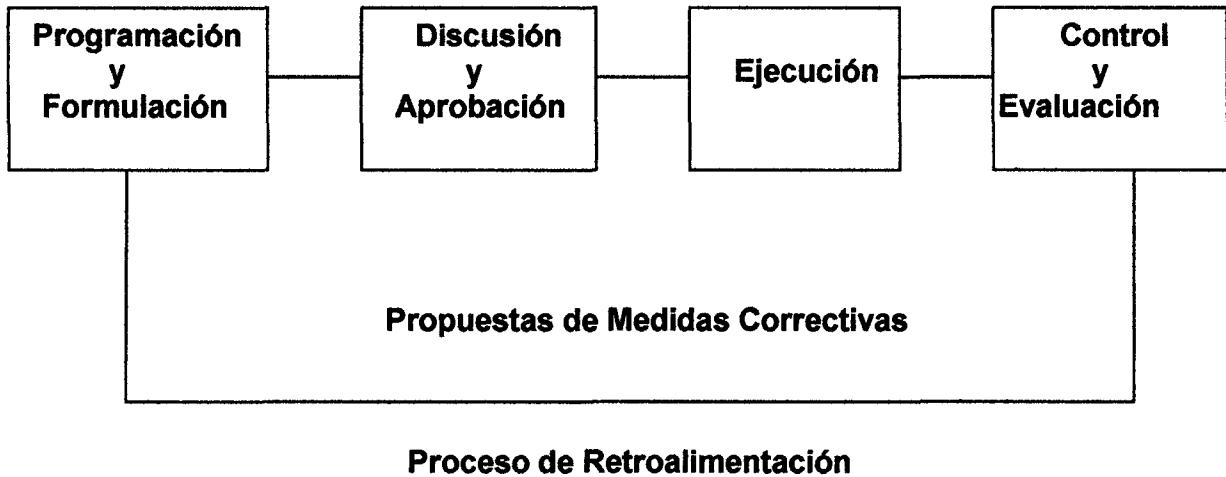 Programación
y
Formulación
Discusión
y
Aprobación
Ejecución
Control
y
Evaluación
Propuestas de Medidas Correctivas
Proceso de Retroalimentación